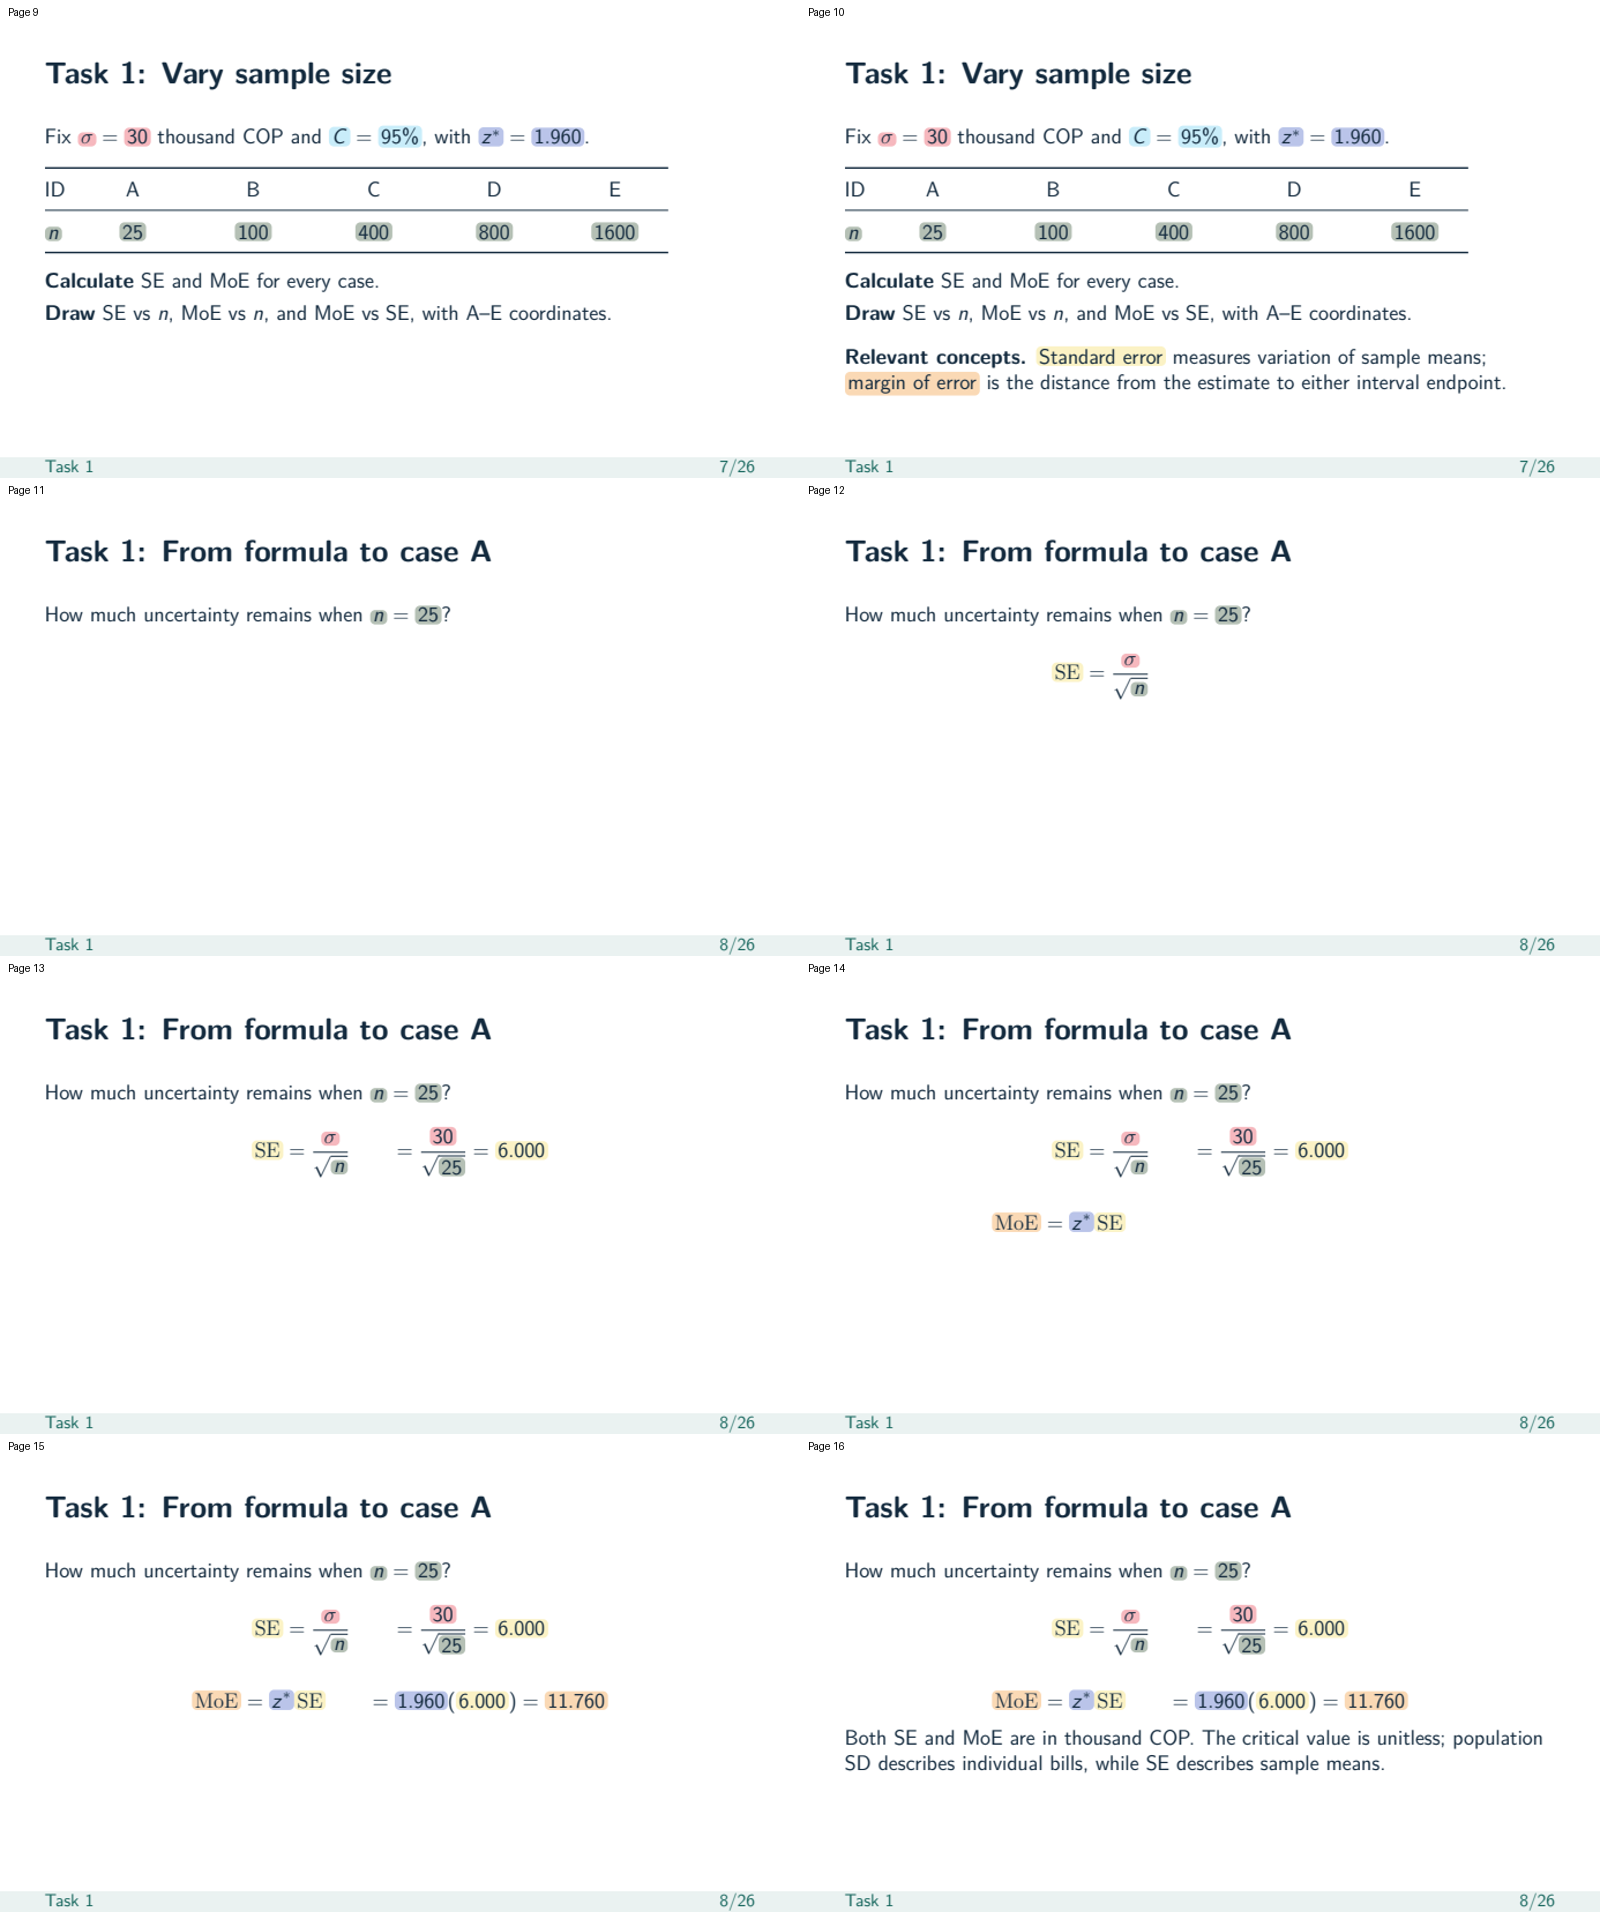 Page 9
Task 1: Vary sample size
Fix σ = 30 thousand COP and C = 95%, with z* = 1.960.
ID A B C D E
n 25 100 400 800 1600
Calculate SE and MoE for every case.
Draw SE vs n, MoE vs n, and MoE vs SE, with A–E coordinates.
Task 1 7/26
Page 10
Task 1: Vary sample size
Fix σ = 30 thousand COP and C = 95%, with z* = 1.960.
ID A B C D E
n 25 100 400 800 1600
Calculate SE and MoE for every case.
Draw SE vs n, MoE vs n, and MoE vs SE, with A–E coordinates.
Relevant concepts. Standard error measures variation of sample means;
margin of error is the distance from the estimate to either interval endpoint.
Task 1 7/26
Page 11
Task 1: From formula to case A
How much uncertainty remains when n = 25?
Task 1 8/26
Page 12
Task 1: From formula to case A
How much uncertainty remains when n = 25?
SE = σ/√n
Task 1 8/26
Page 13
Task 1: From formula to case A
How much uncertainty remains when n = 25?
SE = σ/√n = 30/√25 = 6.000
Task 1 8/26
Page 14
Task 1: From formula to case A
How much uncertainty remains when n = 25?
SE = σ/√n = 30/√25 = 6.000
MoE = z* SE
Task 1 8/26
Page 15
Task 1: From formula to case A
How much uncertainty remains when n = 25?
SE = σ/√n = 30/√25 = 6.000
MoE = z* SE = 1.960(6.000) = 11.760
Task 1 8/26
Page 16
Task 1: From formula to case A
How much uncertainty remains when n = 25?
SE = σ/√n = 30/√25 = 6.000
MoE = z* SE = 1.960(6.000) = 11.760
Both SE and MoE are in thousand COP. The critical value is unitless; population
SD describes individual bills, while SE describes sample means.
Task 1 8/26